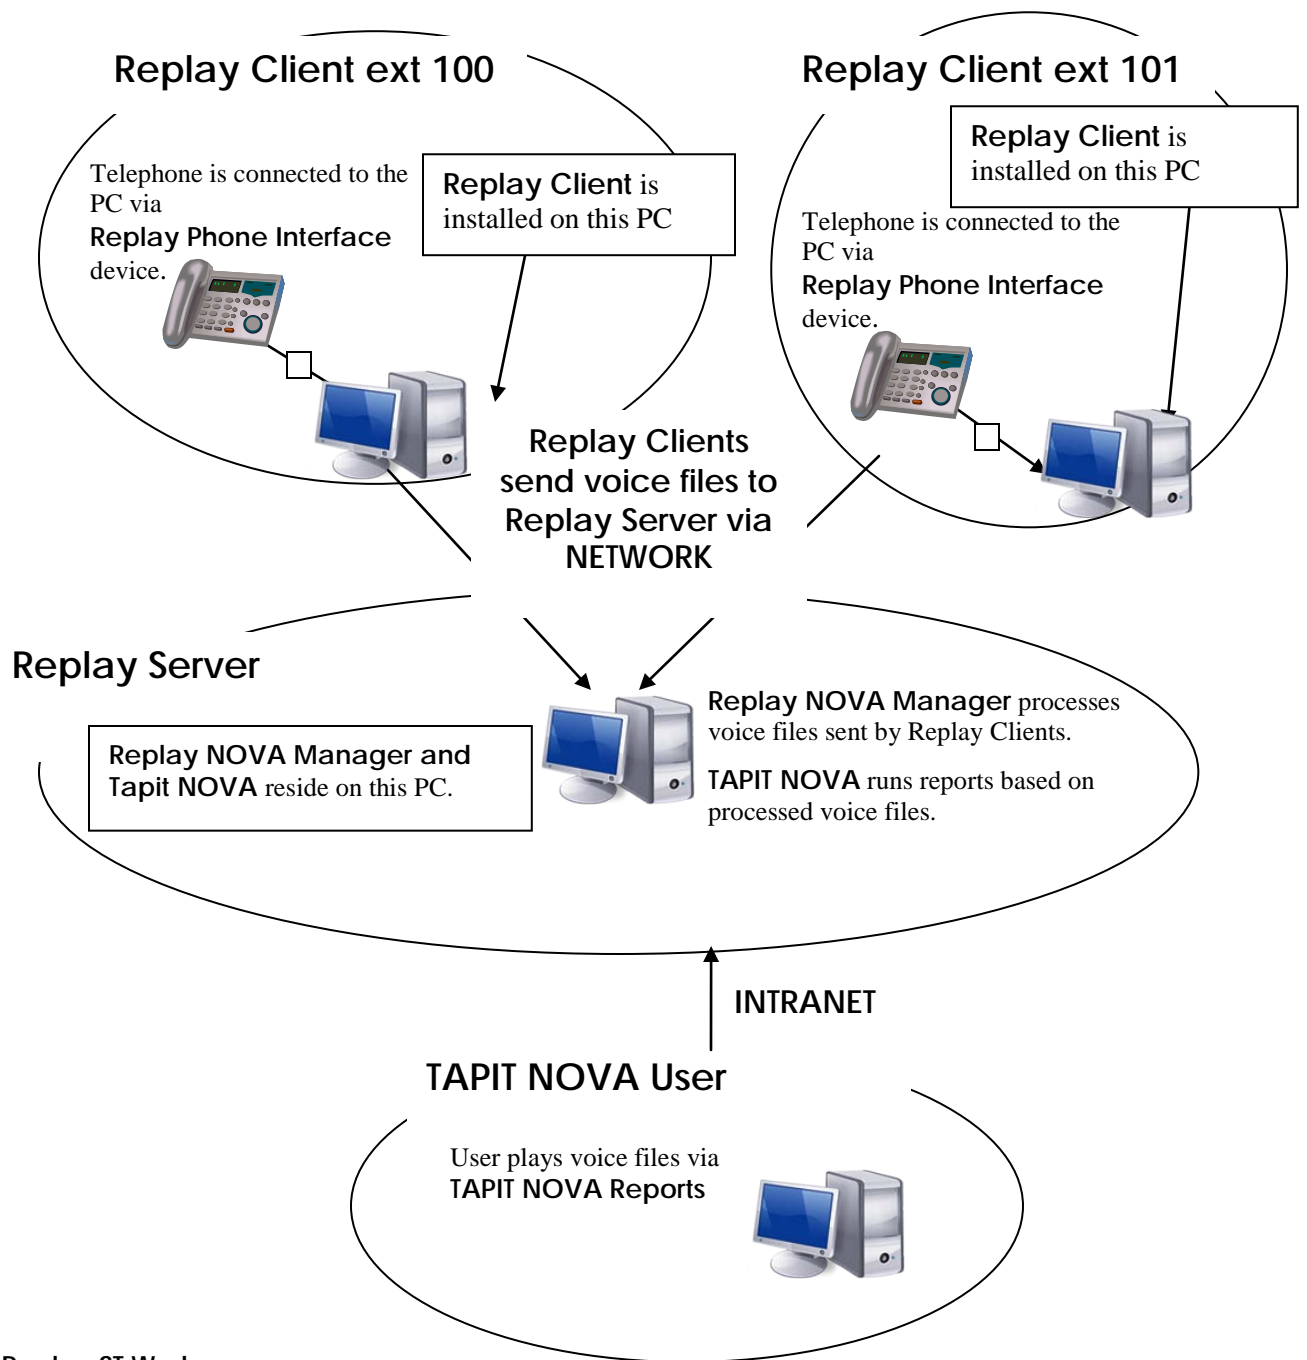 Replay Client ext 100
Telephone is connected to the
PC via
Replay Phone Interface
device.
Replay Client is
installed on this PC
Replay Client ext 101
Replay Client is
installed on this PC
Telephone is connected to the
PC via
Replay Phone Interface
device.
Replay Clients
send voice files to
Replay Server via
NETWORK
Replay Server
Replay NOVA Manager and
Tapit NOVA reside on this PC.
Replay NOVA Manager processes
voice files sent by Replay Clients.
TAPIT NOVA runs reports based on
processed voice files.
INTRANET
TAPIT NOVA User
User plays voice files via
TAPIT NOVA Reports